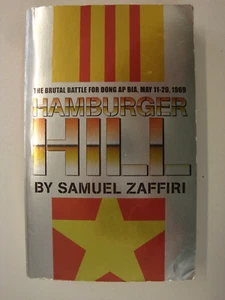 THE BRUTAL BATTLE FOR DONG AP BIA, MAY 11-20, 1969
HAMBURGER
HILL
BY SAMUEL ZAFFIRI